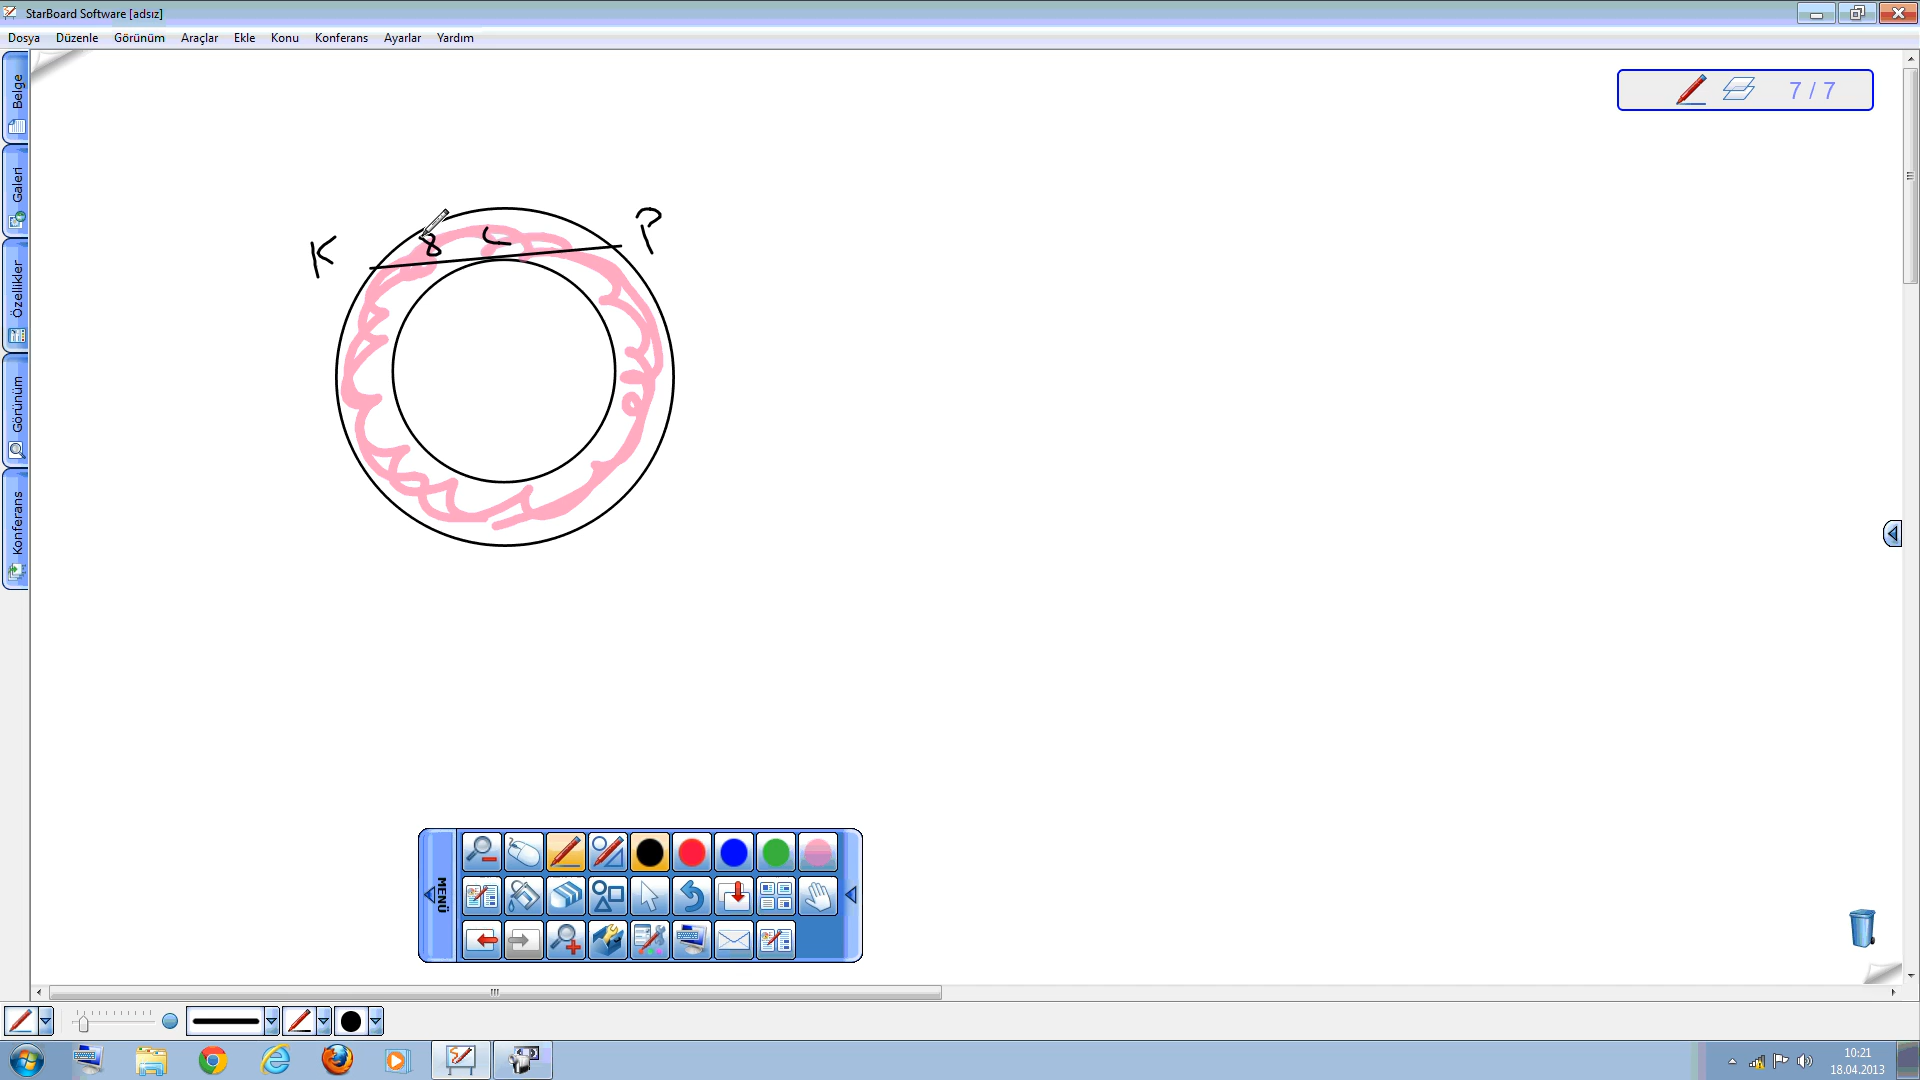 StarBoard Software [adsız]
Dosya Düzenle Görünüm Araçlar Ekle Konu Konferans Ayarlar Yardım
Belge
Galeri
Özellikler
Görünüm
Konferans
7 / 7
K 8 P
MENÜ
10:21
18.04.2013